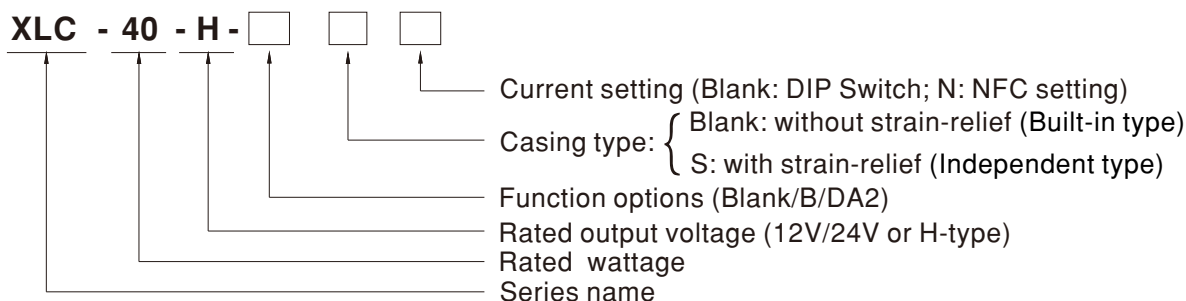 XLC - 40 - H -
Current setting (Blank: DIP Switch; N: NFC setting)
Casing type:
Blank: without strain-relief (Built-in type)
S: with strain-relief (Independent type)
Function options (Blank/B/DA2)
Rated output voltage (12V/24V or H-type)
Rated wattage
Series name